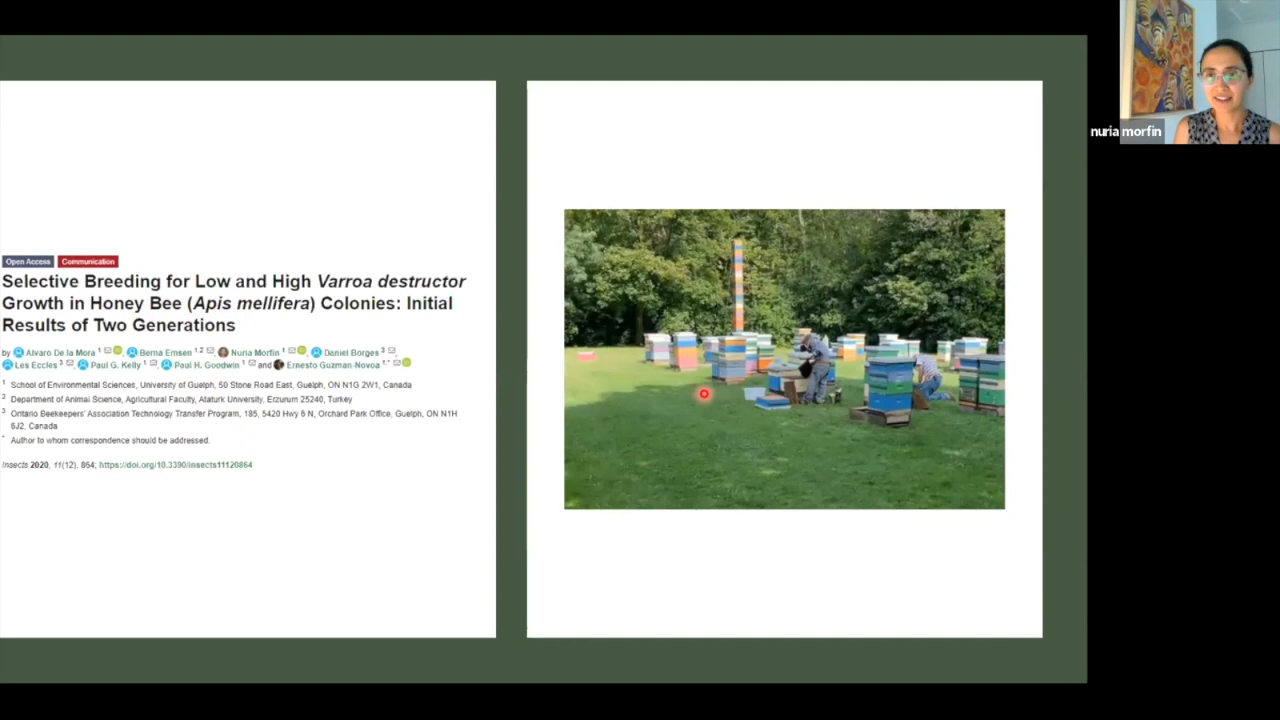 Open Access Communication
Selective Breeding for Low and High Varroa destructor
Growth in Honey Bee (Apis mellifera) Colonies: Initial
Results of Two Generations
by Alvaro De la Mora 1, Berna Emsen 1,2, Nuria Morfin 1, Daniel Borges 3,
Les Eccles 3, Paul G. Kelly 1, Paul H. Goodwin 1 and Ernesto Guzman-Novoa 1,*
1 School of Environmental Sciences, University of Guelph, 50 Stone Road East, Guelph, ON N1G 2W1, Canada
2 Department of Animal Science, Agricultural Faculty, Ataturk University, Erzurum 25240, Turkey
3 Ontario Beekeepers' Association Technology Transfer Program, 185, 5420 Hwy 6 N, Orchard Park Office, Guelph, ON N1H
6J2, Canada
* Author to whom correspondence should be addressed.
Insects 2020, 11(12), 864; https://doi.org/10.3390/insects11120864
nuria morfin